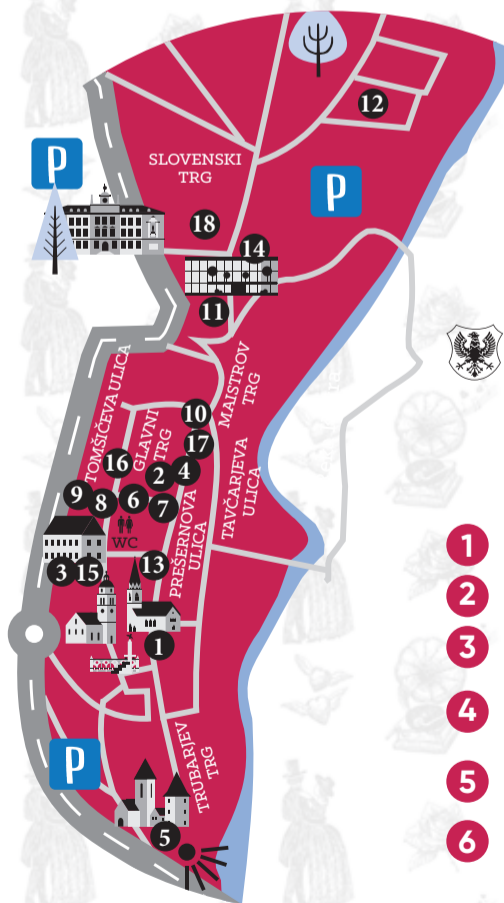 12
P
SLOVENSKI
TRG
P
18
14
11
TOMŠIČEVA ULICA
GLAVNI
TRG
MAISTROV
TRG
10
17
16
2
4
9
8
6
7
PREŠERNOVA
ULICA
TAVČARJEVA
ULICA
WC
3
15
13
1
1
2
3
4
P
TRUBARJEV
TRG
5
5
6